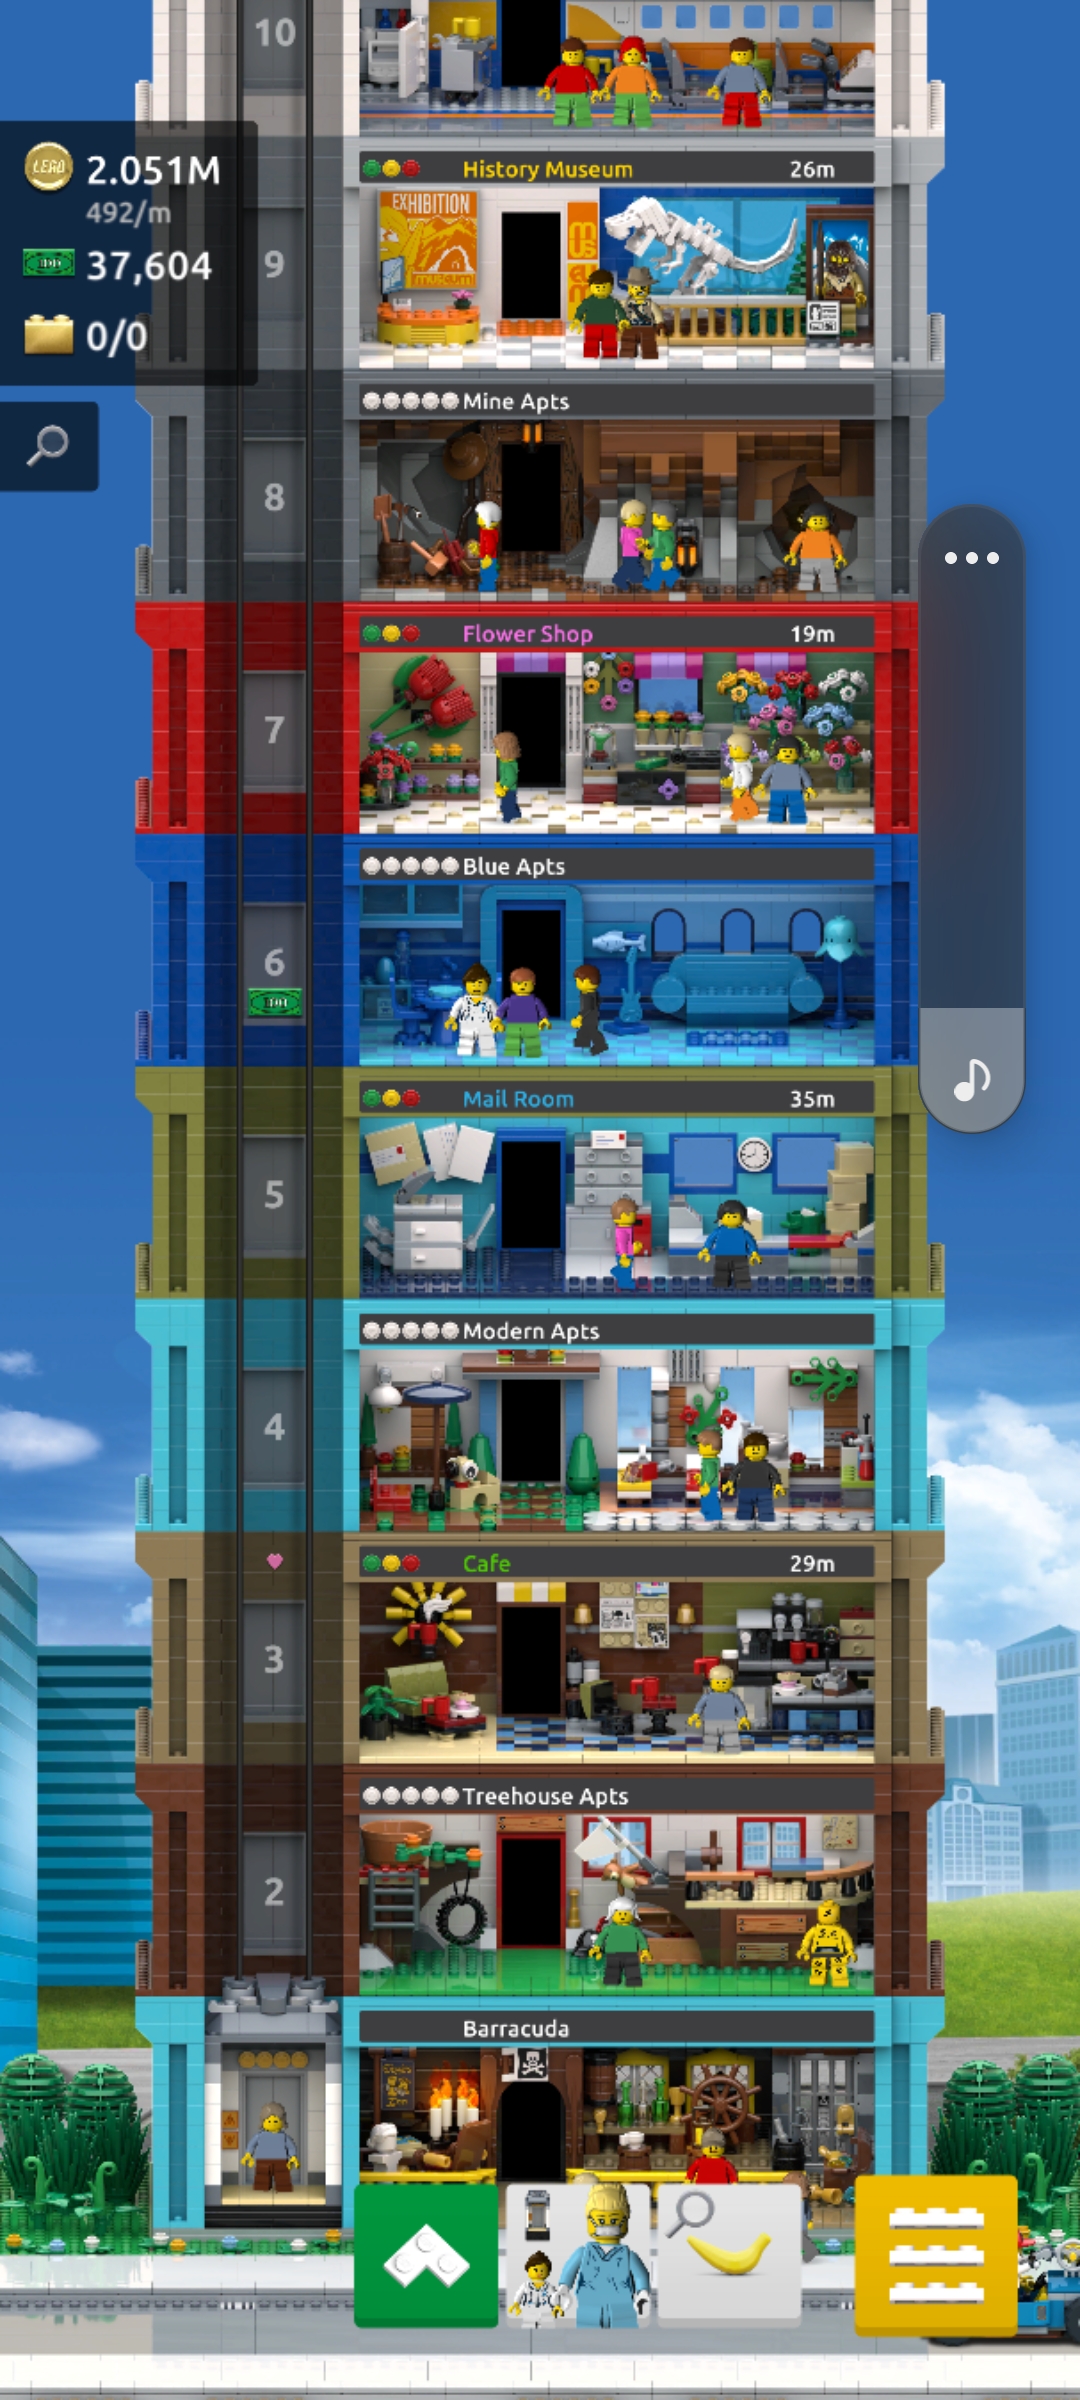 10
LEGO
2.051M
492/m
37,604
0/0
History Museum 26m
EXHIBITION
museum
9
Mine Apts
8
Flower Shop 19m
7
Blue Apts
6
Mail Room 35m
5
Modern Apts
4
Cafe 29m
3
Treehouse Apts
2
Barracuda